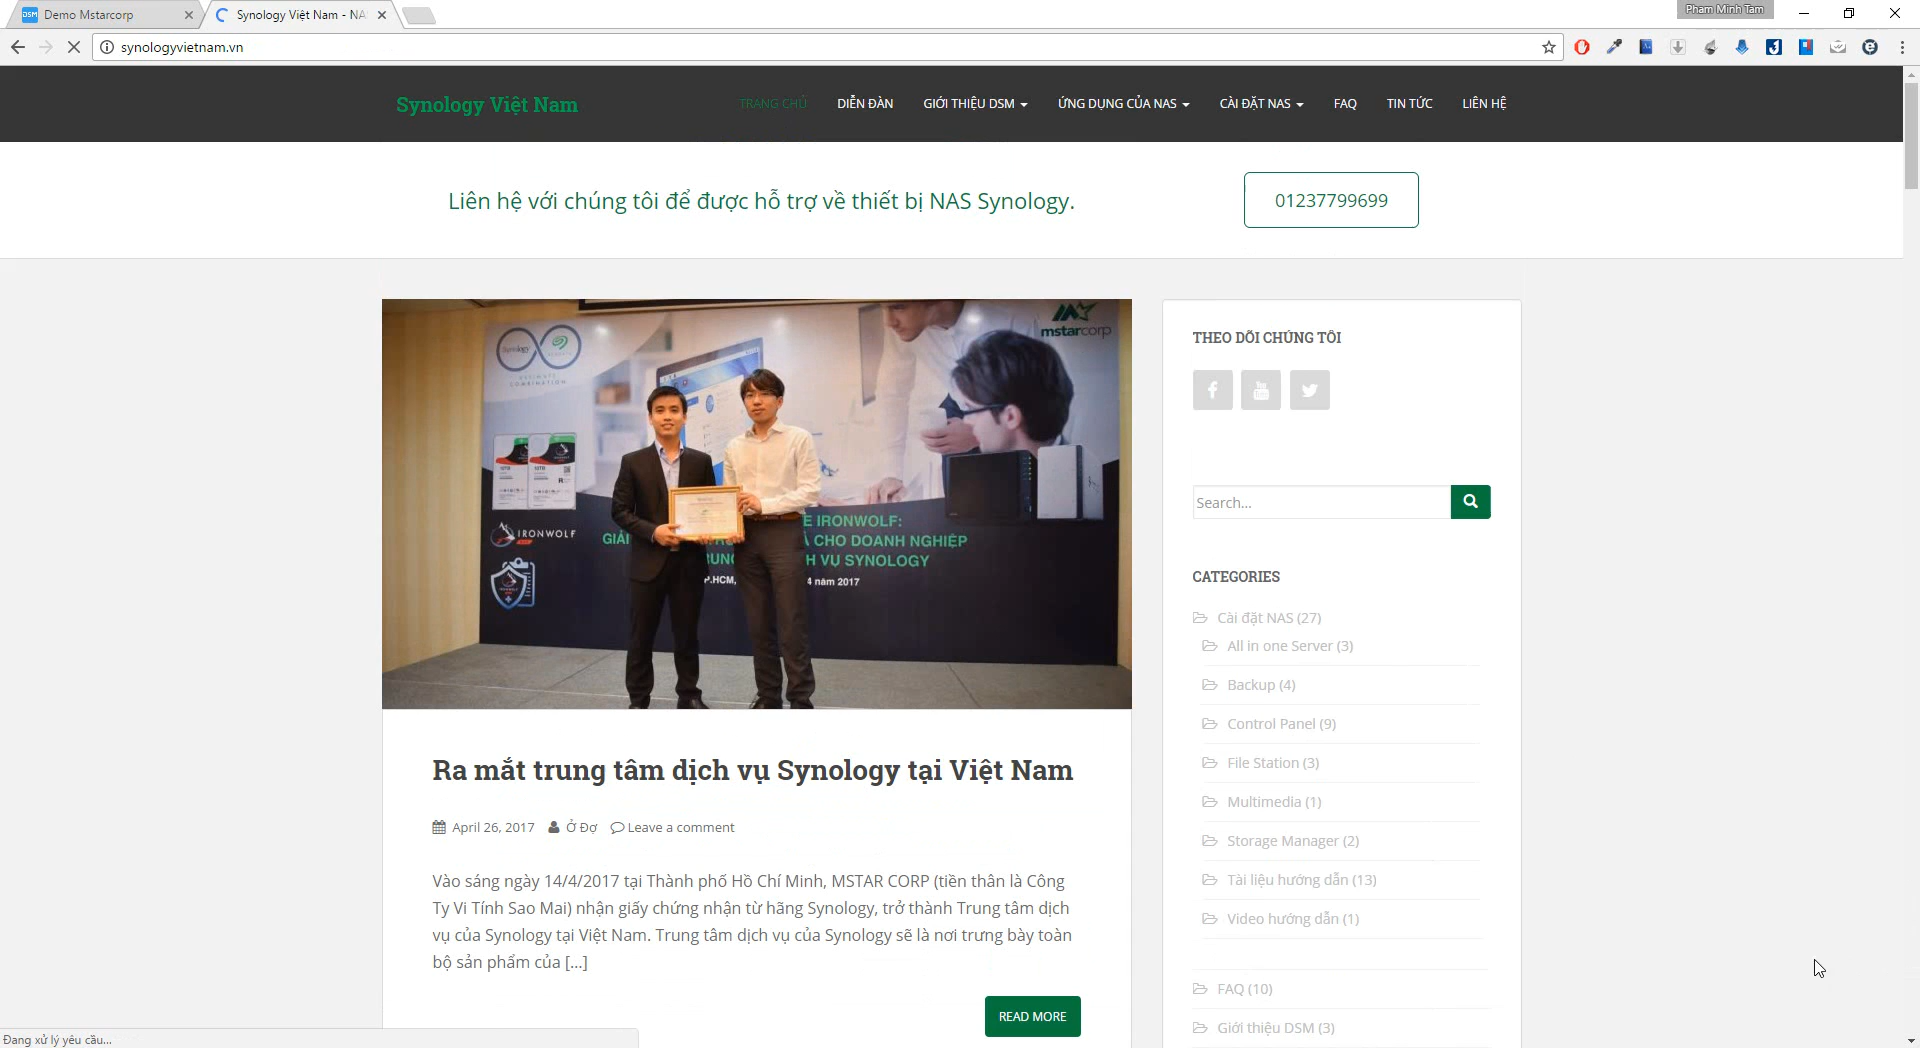 Demo Mstarcorp
Synology Việt Nam - NA
Pham Minh Tam
synologyvietnam.vn
Synology Việt Nam
TRANG CHỦ
DIỄN ĐÀN
GIỚI THIỆU DSM
ỨNG DỤNG CỦA NAS
CÀI ĐẶT NAS
FAQ
TIN TỨC
LIÊN HỆ
Liên hệ với chúng tôi để được hỗ trợ về thiết bị NAS Synology.
01237799699
mstarcorp
Synology
ULTIMATE
COMBINATION
IRONWOLF
E IRONWOLF:
GIẢI
CHO DOANH NGHIỆP
RUNG
H VỤ SYNOLOGY
P.HCM,
4 năm 2017
Ra mắt trung tâm dịch vụ Synology tại Việt Nam
April 26, 2017 Ở Đợ Leave a comment
Vào sáng ngày 14/4/2017 tại Thành phố Hồ Chí Minh, MSTAR CORP (tiền thân là Công
Ty Vi Tính Sao Mai) nhận giấy chứng nhận từ hãng Synology, trở thành Trung tâm dịch
vụ của Synology tại Việt Nam. Trung tâm dịch vụ của Synology sẽ là nơi trưng bày toàn
bộ sản phẩm của [...]
READ MORE
THEO DÕI CHÚNG TÔI
Search...
CATEGORIES
Cài đặt NAS (27)
All in one Server (3)
Backup (4)
Control Panel (9)
File Station (3)
Multimedia (1)
Storage Manager (2)
Tài liệu hướng dẫn (13)
Video hướng dẫn (1)
FAQ (10)
Giới thiệu DSM (3)
Đang xử lý yêu cầu...